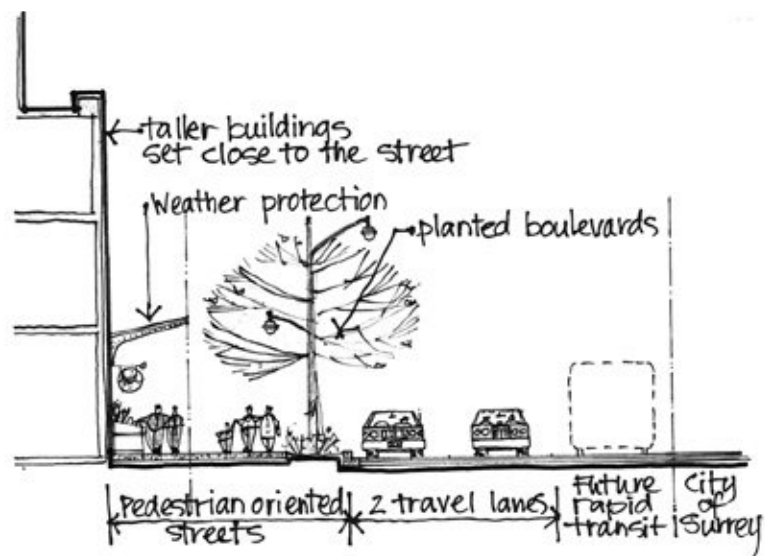 taller buildings
set close to the street
Weather protection
planted boulevards
Pedestrian oriented
streets
2 travel lanes
Future
rapid
transit
City
of
Surrey